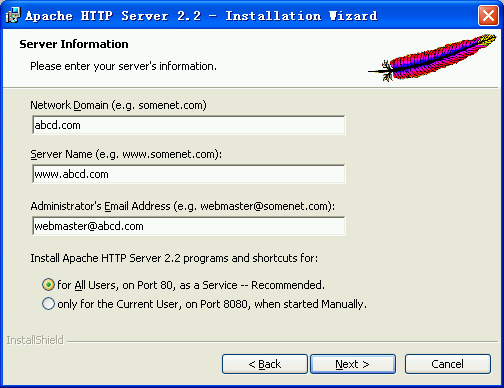 Apache HTTP Server 2.2 - Installation Wizard
Server Information
Please enter your server's information.
Network Domain (e.g. somenet.com)
abcd.com
Server Name (e.g. www.somenet.com):
www.abcd.com
Administrator's Email Address (e.g. webmaster@somenet.com):
webmaster@abcd.com
Install Apache HTTP Server 2.2 programs and shortcuts for:
for All Users, on Port 80, as a Service -- Recommended.
only for the Current User, on Port 8080, when started Manually.
InstallShield
< Back Next > Cancel